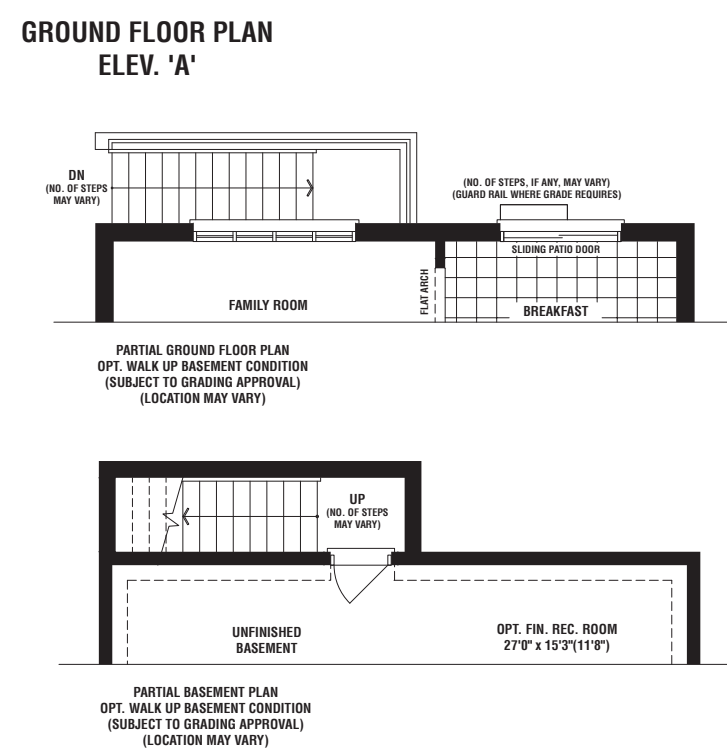 GROUND FLOOR PLAN
ELEV. 'A'
DN
(NO. OF STEPS
MAY VARY)
(NO. OF STEPS, IF ANY, MAY VARY)
(GUARD RAIL WHERE GRADE REQUIRES)
SLIDING PATIO DOOR
FAMILY ROOM
FLAT ARCH
BREAKFAST
PARTIAL GROUND FLOOR PLAN
OPT. WALK UP BASEMENT CONDITION
(SUBJECT TO GRADING APPROVAL)
(LOCATION MAY VARY)
UP
(NO. OF STEPS
MAY VARY)
UNFINISHED
BASEMENT
OPT. FIN. REC. ROOM
27'0" x 15'3"(11'8")
PARTIAL BASEMENT PLAN
OPT. WALK UP BASEMENT CONDITION
(SUBJECT TO GRADING APPROVAL)
(LOCATION MAY VARY)